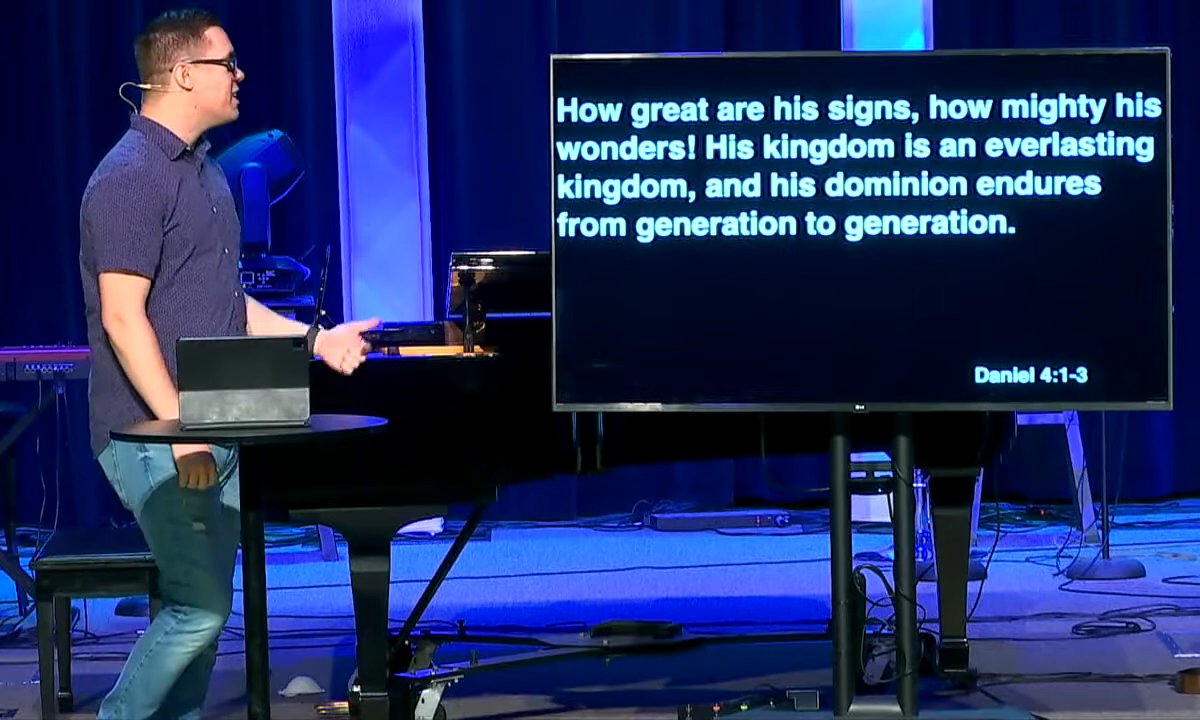 How great are his signs, how mighty his
wonders! His kingdom is an everlasting
kingdom, and his dominion endures
from generation to generation.
Daniel 4:1-3